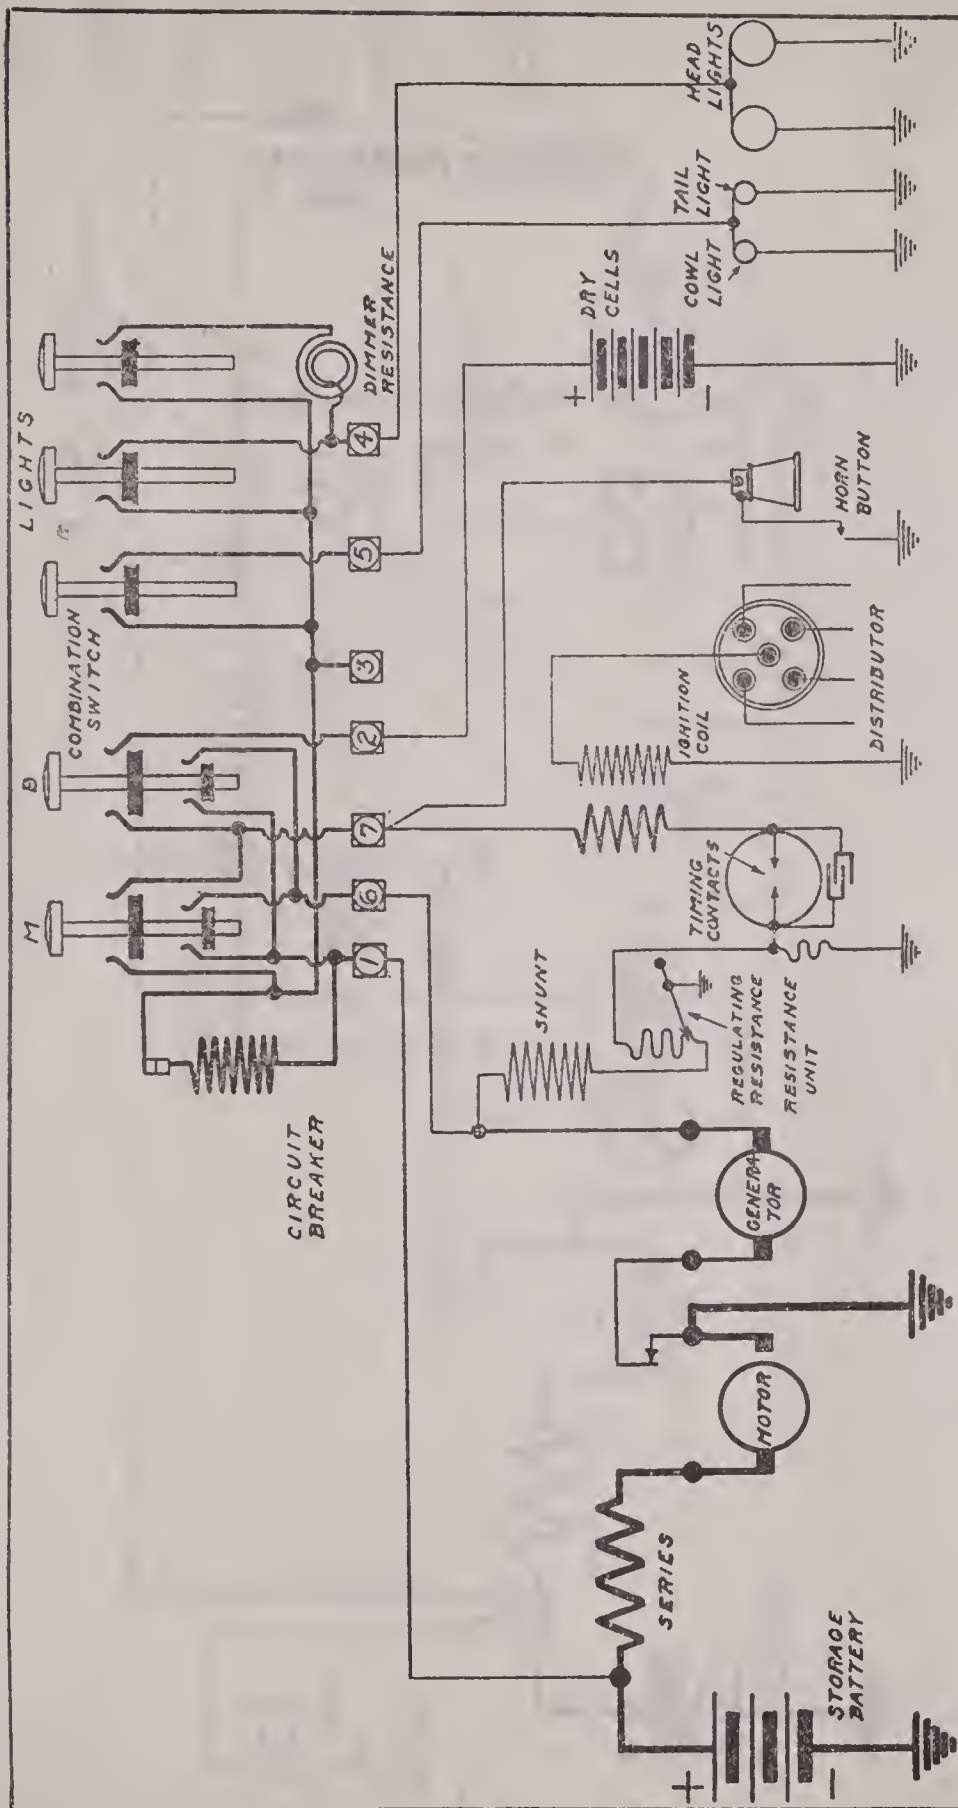 LIGHTS
COMBINATION
SWITCH
M
B
CIRCUIT
BREAKER
1
6
7
2
3
5
4
DIMMER
RESISTANCE
HEAD
LIGHTS
TAIL
LIGHT
COWL
LIGHT
DRY
CELLS
+
−
HORN
BUTTON
IGNITION
COIL
DISTRIBUTOR
TIMING
CONTACTS
SHUNT
REGULATING
RESISTANCE
RESISTANCE
UNIT
GENERA
TOR
MOTOR
SERIES
STORAGE
BATTERY
+
−